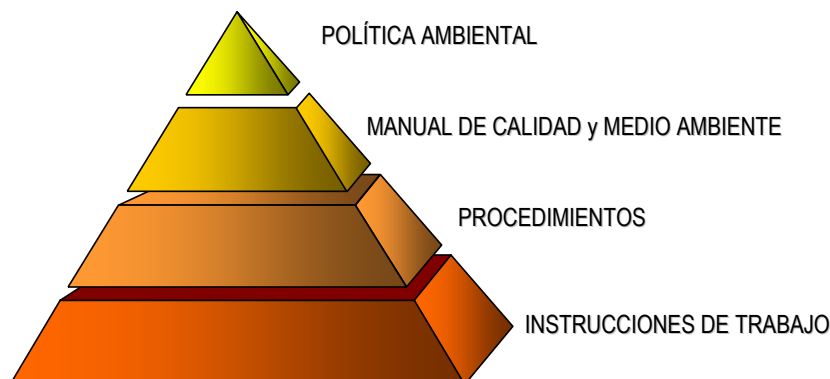 POLÍTICA AMBIENTAL
MANUAL DE CALIDAD y MEDIO AMBIENTE
PROCEDIMIENTOS
INSTRUCCIONES DE TRABAJO